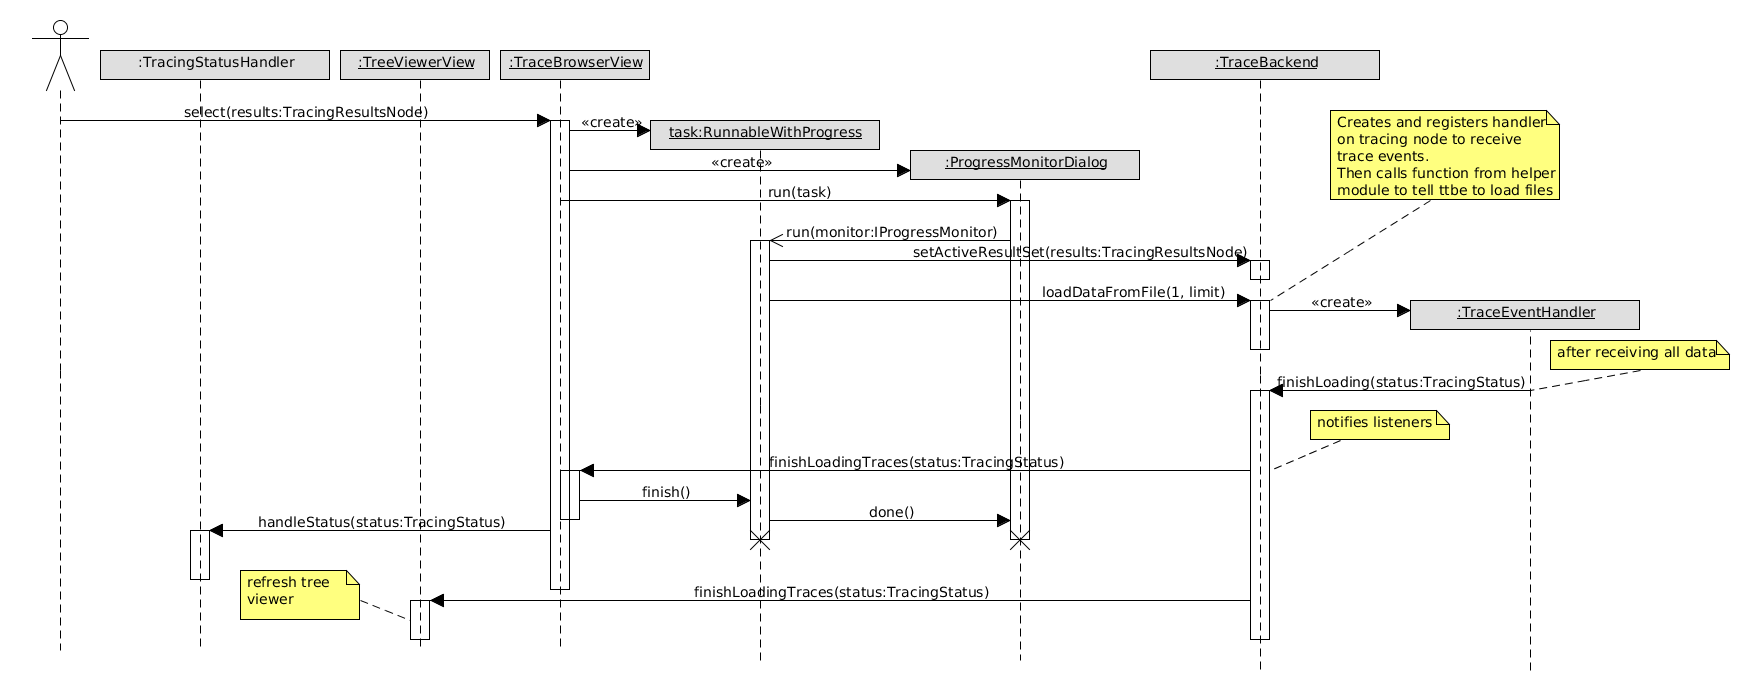 :TracingStatusHandler
:TreeViewerView
:TraceBrowserView
:TraceBackend
select(results:TracingResultsNode)
«create»
task:RunnableWithProgress
Creates and registers handler
on tracing node to receive
trace events.
Then calls function from helper
module to tell ttbe to load files
«create»
:ProgressMonitorDialog
run(task)
run(monitor:IProgressMonitor)
setActiveResultSet(results:TracingResultsNode)
loadDataFromFile(1, limit)
«create»
:TraceEventHandler
after receiving all data
finishLoading(status:TracingStatus)
notifies listeners
finishLoadingTraces(status:TracingStatus)
finish()
done()
handleStatus(status:TracingStatus)
refresh tree
viewer
finishLoadingTraces(status:TracingStatus)